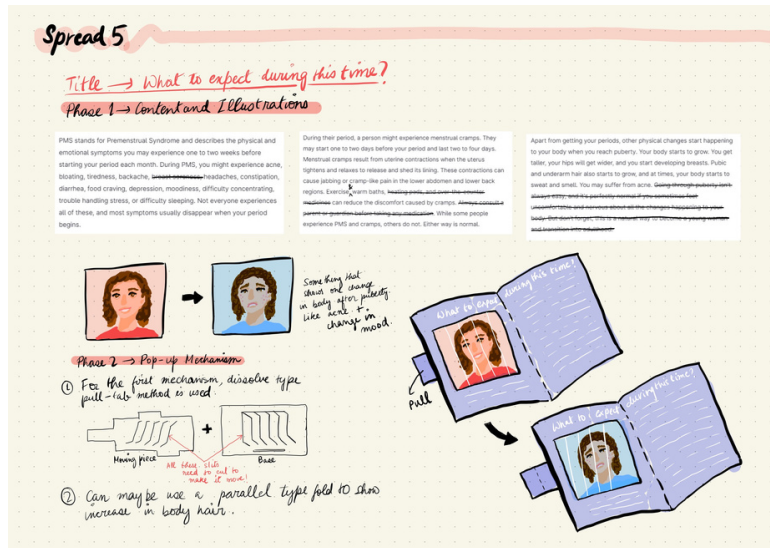 Spread 5
Title → What to expect during this time?
Phase 1 → Content and Illustrations
PMS stands for Premenstrual Syndrome and describes the physical and
emotional symptoms you may experience one to two weeks before
starting your period each month. During PMS, you might experience acne,
bloating, tiredness, backache, breast soreness, headaches, constipation,
diarrhea, food craving, depression, moodiness, difficulty concentrating,
trouble handling stress, or difficulty sleeping. Not everyone experiences
all of these, and most symptoms usually disappear when your period
begins.
During their period, a person might experience menstrual cramps. They
may start one to two days before your period and last two to four days.
Menstrual cramps result from uterine contractions when the uterus
tightens and relaxes to release and shed its lining. These contractions can
cause jabbing or cramp-like pain in the lower abdomen and lower back
regions. Exercise, warm baths, heating pads, and over-the-counter
medicines can reduce the discomfort caused by cramps. Always consult a
parent or guardian before taking any medication. While some people
experience PMS and cramps, others do not. Either way is normal.
Apart from getting your periods, other physical changes start happening
to your body when you reach puberty. Your body starts to grow. You get
taller, your hips will get wider, and you start developing breasts. Pubic
and underarm hair also starts to grow, and at times, your body starts to
sweat and smell. You may suffer from acne. Going through puberty isn't
always easy, and it's perfectly normal if you sometimes feel
uncomfortable and nervous about all the changes happening to your
body. But don't forget, this is a natural way to become a young woman
and transition into adulthood.
Something that
shows one change
in body after puberty
like acne. +
change in
mood.
Phase 2 → Pop-up Mechanism
① For the first mechanism, dissolve type
pull-tab method is used.
+
Moving piece
Base
All these slits
need to cut to
make it move!
② Can maybe use a parallel type fold to show
increase in body hair.
What to expect during this time!
Pull
What to expect during this time!